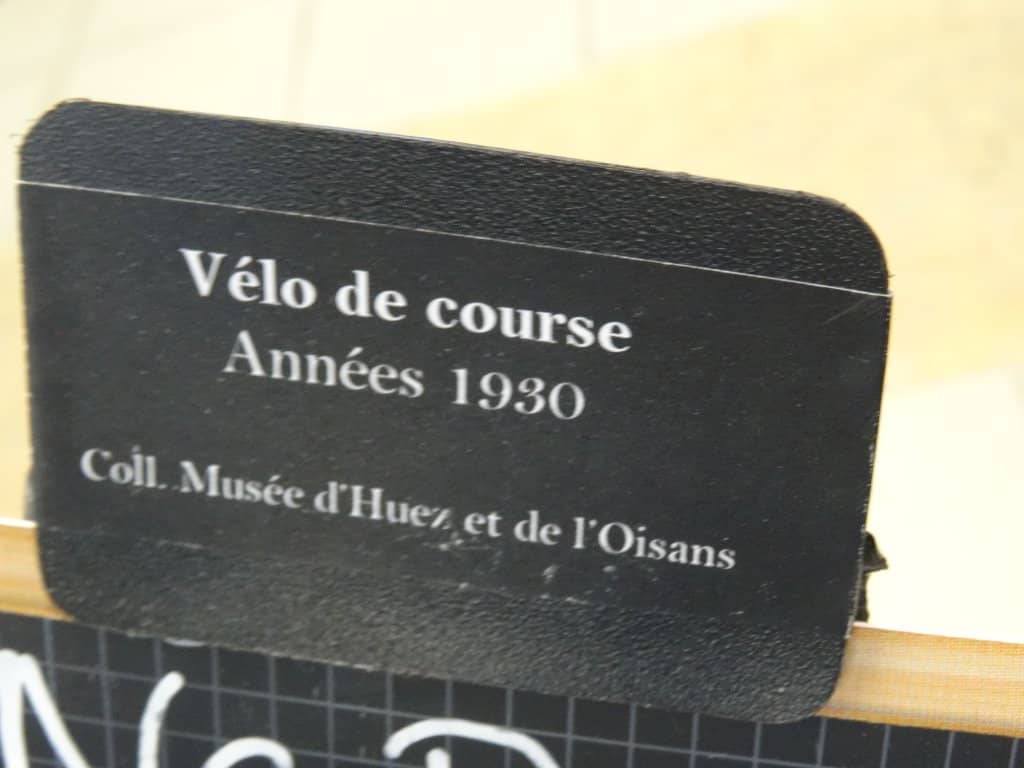 Vélo de course
Années 1930
Coll. Musée d'Huez et de l'Oisans